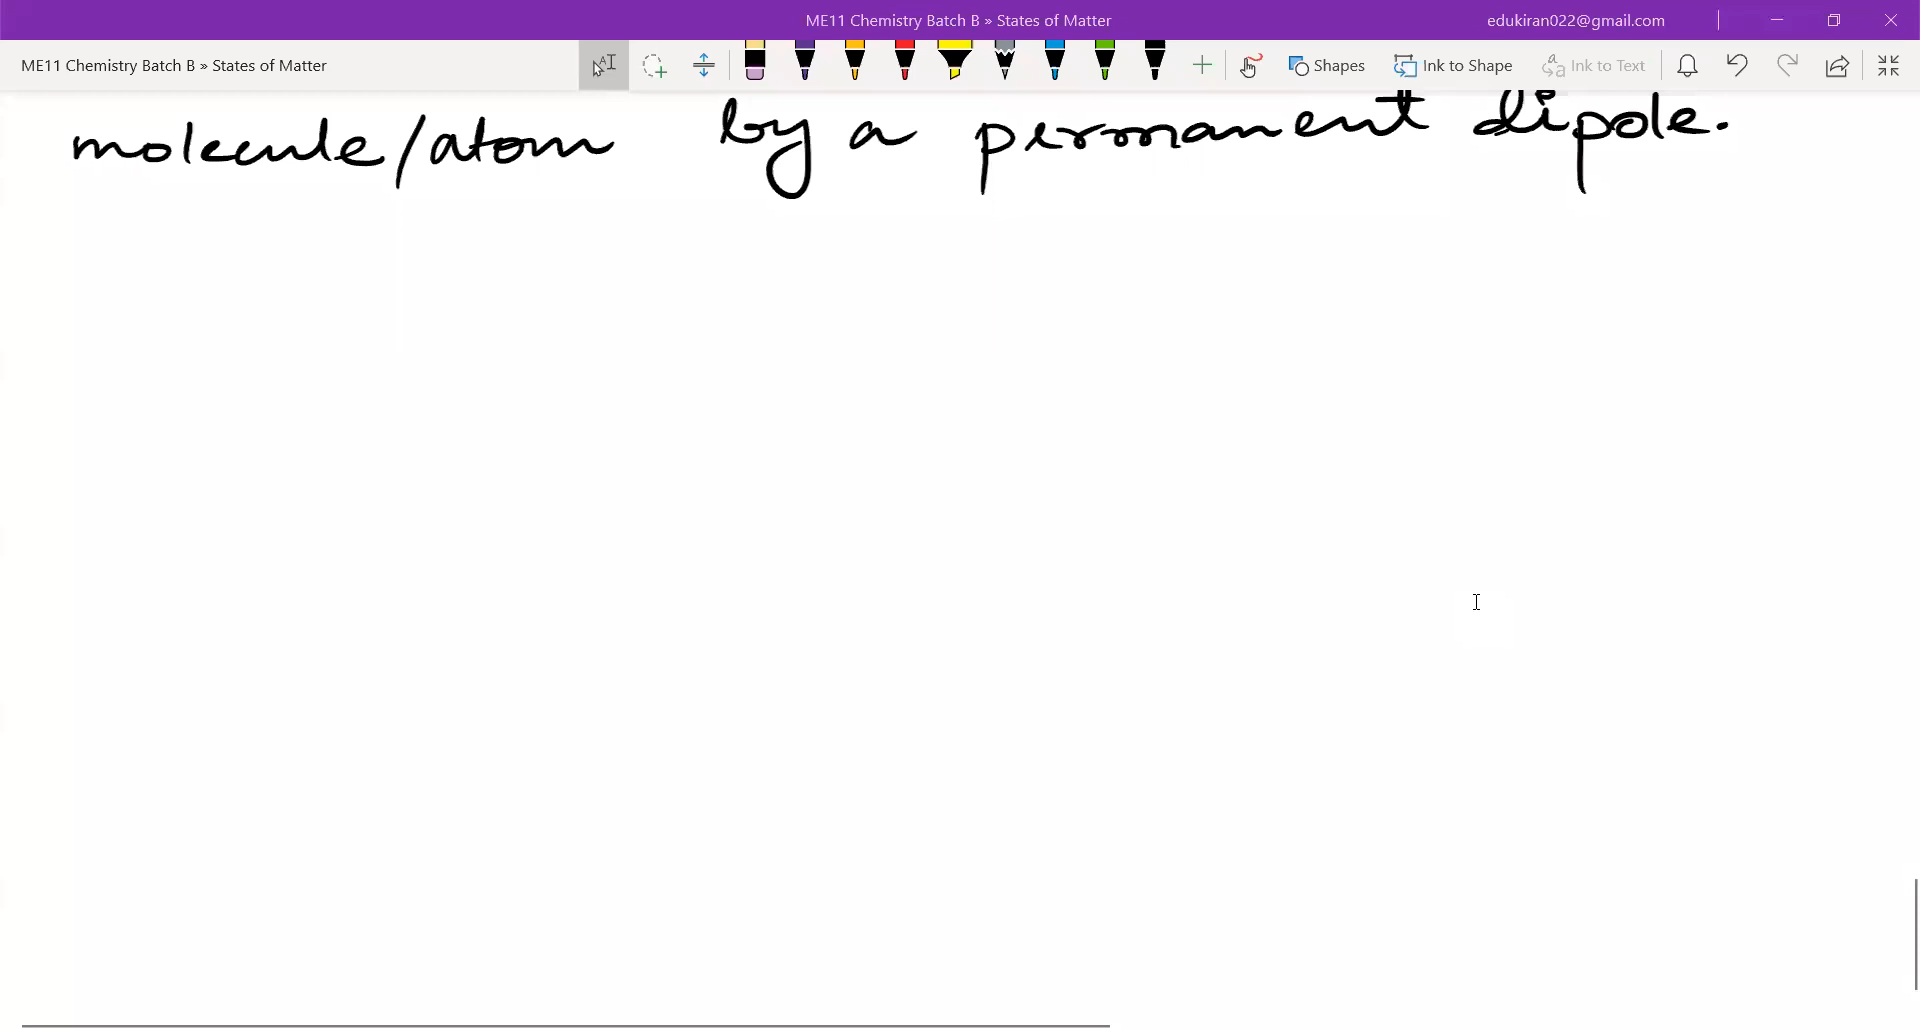 ME11 Chemistry Batch B » States of Matter
edukiran022@gmail.com
ME11 Chemistry Batch B » States of Matter
Shapes
Ink to Shape
Ink to Text
molecule/atom by a permanent dipole.